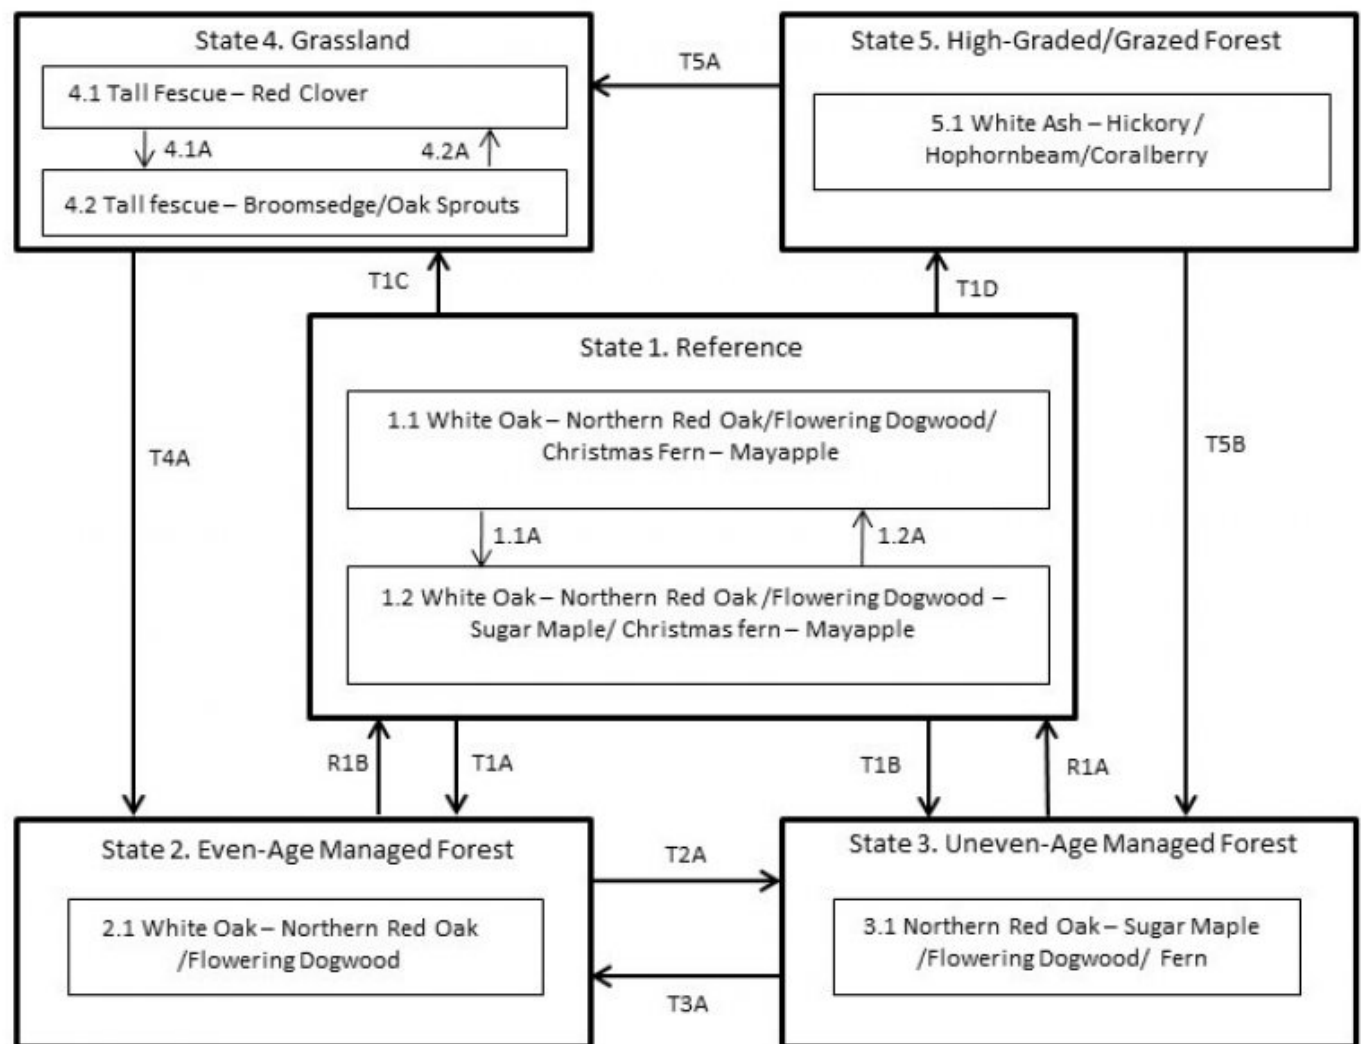 State 4. Grassland
4.1 Tall Fescue – Red Clover
4.1A
4.2A
4.2 Tall fescue – Broomsedge/Oak Sprouts
T5A
State 5. High-Graded/Grazed Forest
5.1 White Ash – Hickory /
Hophornbeam/Coralberry
T1C
T1D
State 1. Reference
1.1 White Oak – Northern Red Oak/Flowering Dogwood/
Christmas Fern – Mayapple
1.1A
1.2A
1.2 White Oak – Northern Red Oak /Flowering Dogwood –
Sugar Maple/ Christmas fern – Mayapple
T4A
T5B
R1B
T1A
T1B
R1A
State 2. Even-Age Managed Forest
2.1 White Oak – Northern Red Oak
/Flowering Dogwood
T2A
T3A
State 3. Uneven-Age Managed Forest
3.1 Northern Red Oak – Sugar Maple
/Flowering Dogwood/ Fern